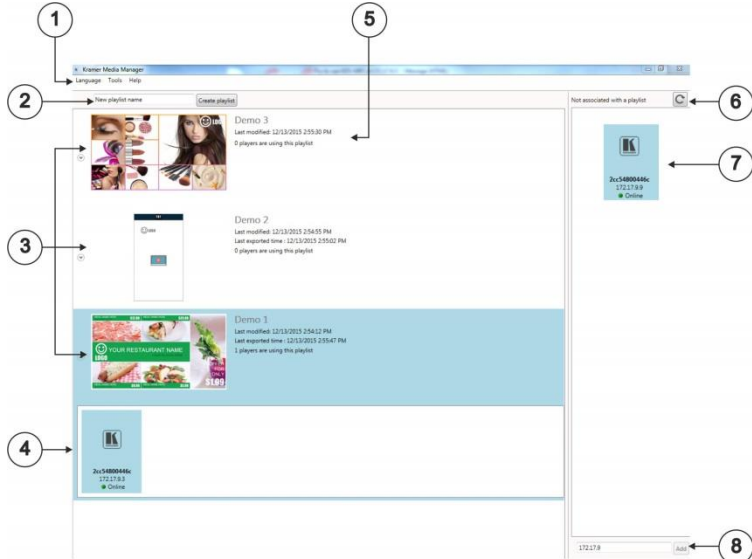 1
5
Kramer Media Manager
Language Tools Help
2
New playlist name
Create playlist
Not associated with a playlist
6
LOGO
Demo 3
Last modified: 12/13/2015 2:55:30 PM
0 players are using this playlist
7
2cc54800446c
172.17.9.9
Online
3
LOGO
Demo 2
Last modified: 12/13/2015 2:54:55 PM
Last exported time : 12/13/2015 2:55:02 PM
0 players are using this playlist
YOUR RESTAURANT NAME
LOGO
$1.99
Demo 1
Last modified: 12/13/2015 2:54:12 PM
Last exported time : 12/13/2015 2:55:47 PM
1 players are using this playlist
4
K
2cc54800446c
172.17.9.3
Online
172.17.9
Add
8